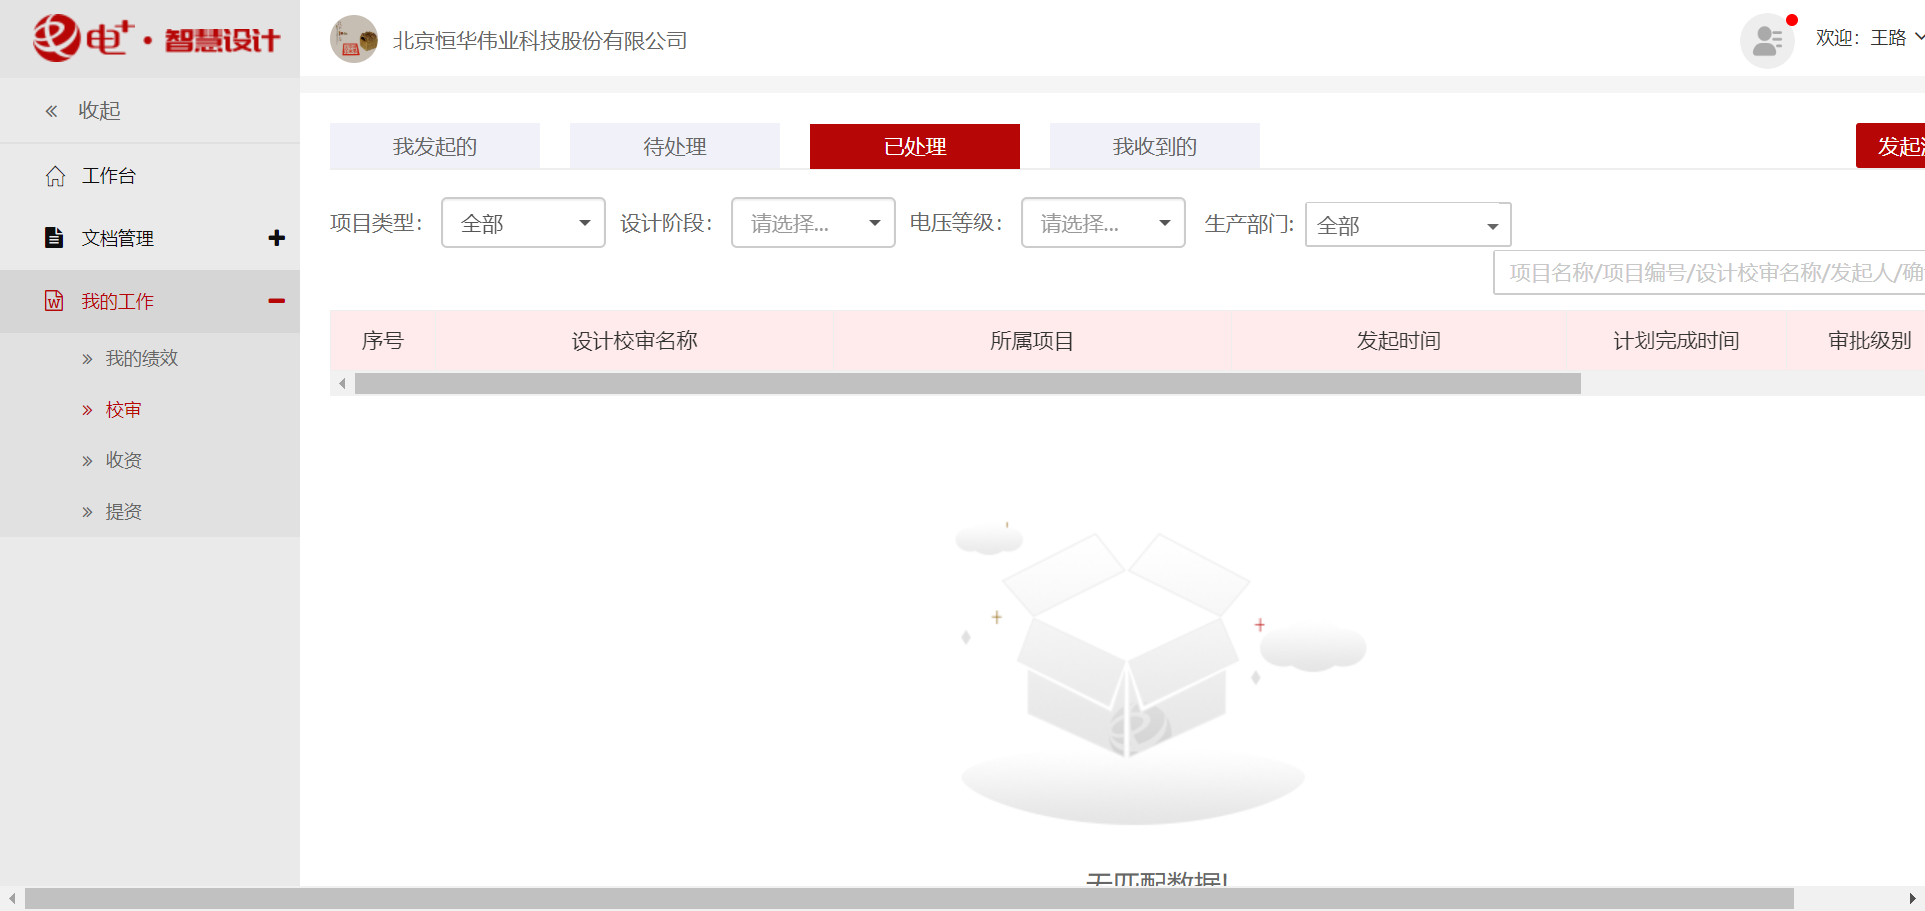 电+·智慧设计
北京恒华伟业科技股份有限公司
欢迎：王路
收起
工作台
文档管理
我的工作
我的绩效
校审
收资
提资
我发起的 待处理 已处理 我收到的 发起
项目类型： 全部 设计阶段： 请选择... 电压等级： 请选择... 生产部门： 全部
项目名称/项目编号/设计校审名称/发起人/确
序号 设计校审名称 所属项目 发起时间 计划完成时间 审批级别
无匹配数据!